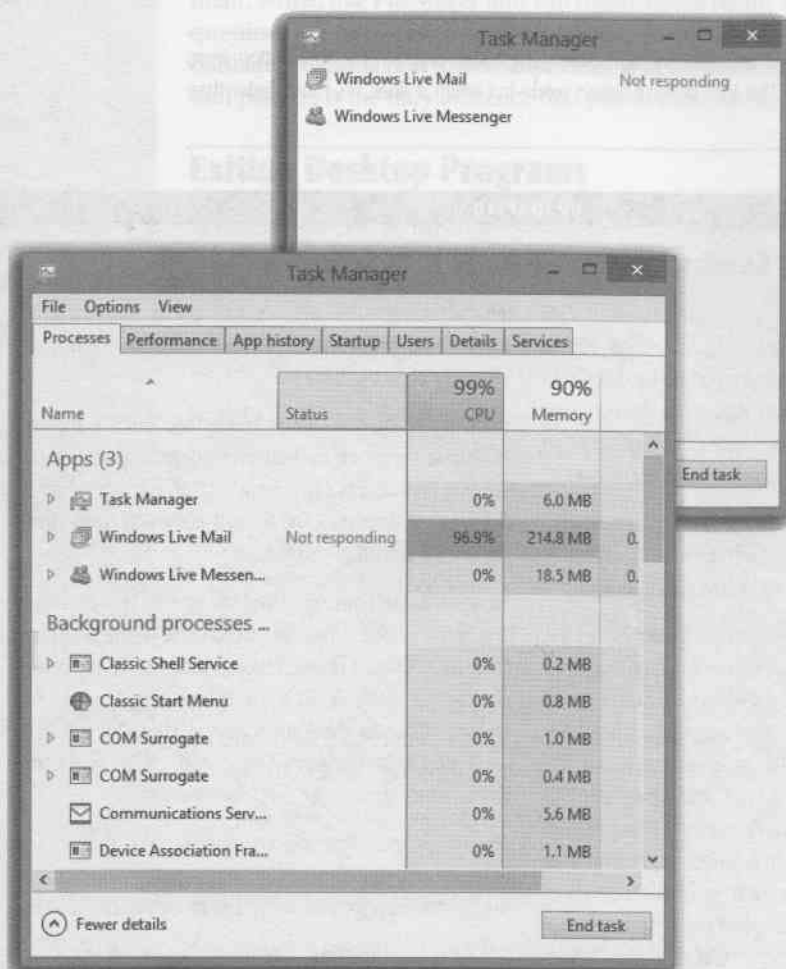 Task Manager
Windows Live Mail Not responding
Windows Live Messenger
End task
Task Manager
File Options View
Processes Performance App history Startup Users Details Services
99% 90%
Name Status CPU Memory
Apps (3)
Task Manager 0% 6.0 MB
Windows Live Mail Not responding 96.9% 214.8 MB 0.
Windows Live Messen... 0% 18.5 MB 0.
Background processes ...
Classic Shell Service 0% 0.2 MB
Classic Start Menu 0% 0.8 MB
COM Surrogate 0% 1.0 MB
COM Surrogate 0% 0.4 MB
Communications Serv... 0% 5.6 MB
Device Association Fra... 0% 1.1 MB
Fewer details End task